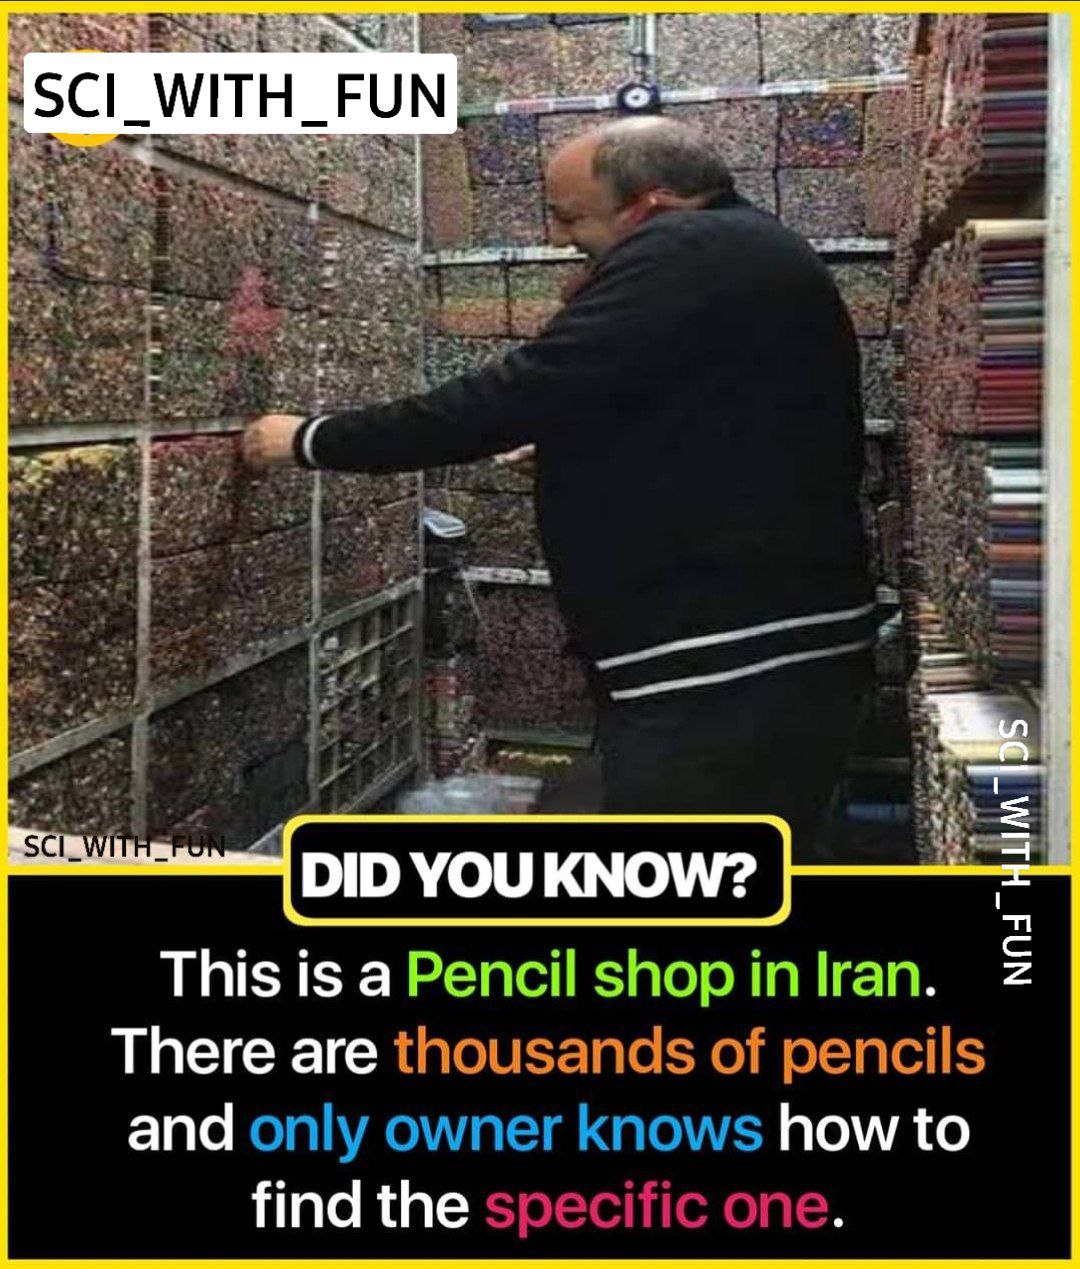 SCI_WITH_FUN
SCI_WITH_FUN
SCI_WITH_FUN
DID YOU KNOW?
This is a Pencil shop in Iran.
There are thousands of pencils
and only owner knows how to
find the specific one.